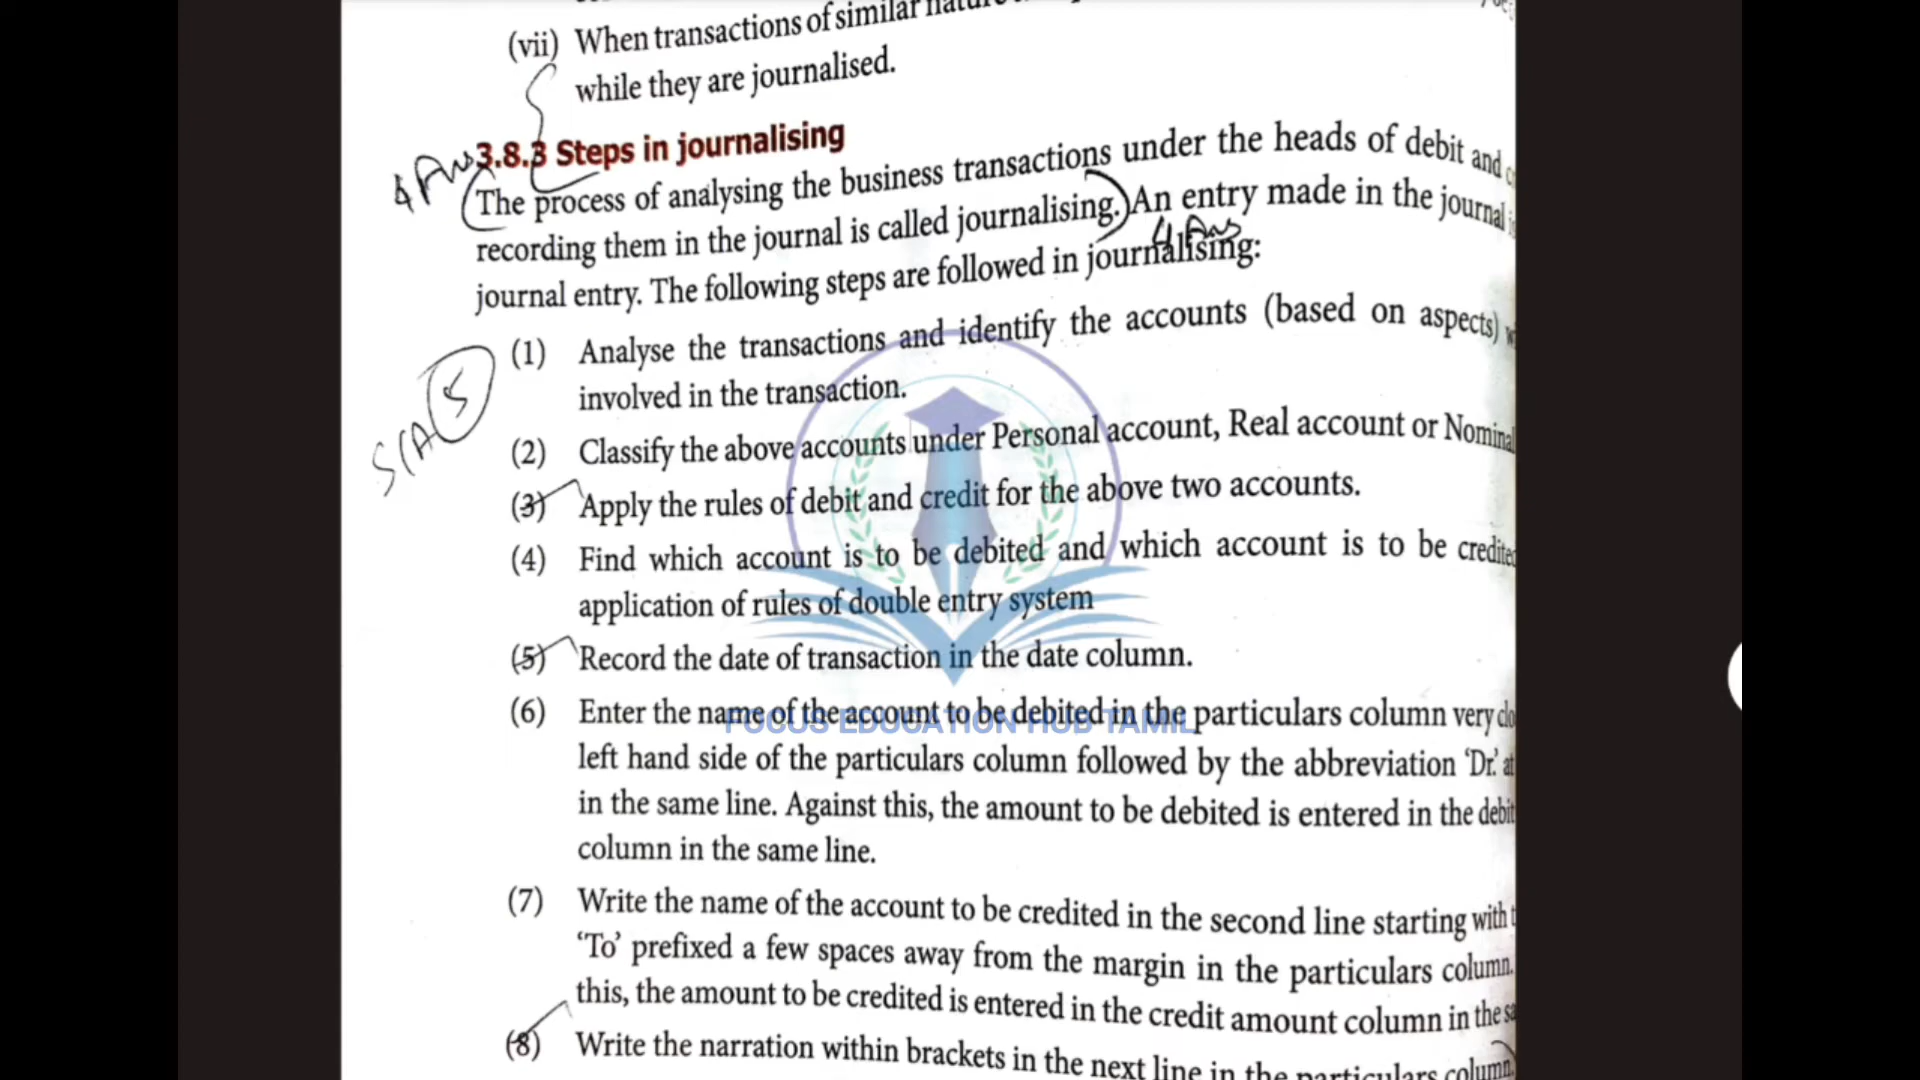 (vii) When transactions of similar nature
while they are journalised.
3.8.3 Steps in journalising
4 Ans
The process of analysing the business transactions under the heads of debit and
recording them in the journal is called journalising. An entry made in the journal
4 Ans
journal entry. The following steps are followed in journalising:
(1) Analyse the transactions and identify the accounts (based on aspects)
involved in the transaction.
5
(2) Classify the above accounts under Personal account, Real account or Nominal
(3) Apply the rules of debit and credit for the above two accounts.
(4) Find which account is to be debited and which account is to be credited
application of rules of double entry system
(5) Record the date of transaction in the date column.
(6) Enter the name of the account to be debited in the particulars column very
FOCUS EDUCATION HUB TAMIL
left hand side of the particulars column followed by the abbreviation ‘Dr.’ at
in the same line. Against this, the amount to be debited is entered in the debit
column in the same line.
(7) Write the name of the account to be credited in the second line starting with
‘To’ prefixed a few spaces away from the margin in the particulars column.
this, the amount to be credited is entered in the credit amount column in the
(8) Write the narration within brackets in the next line in the particulars column.